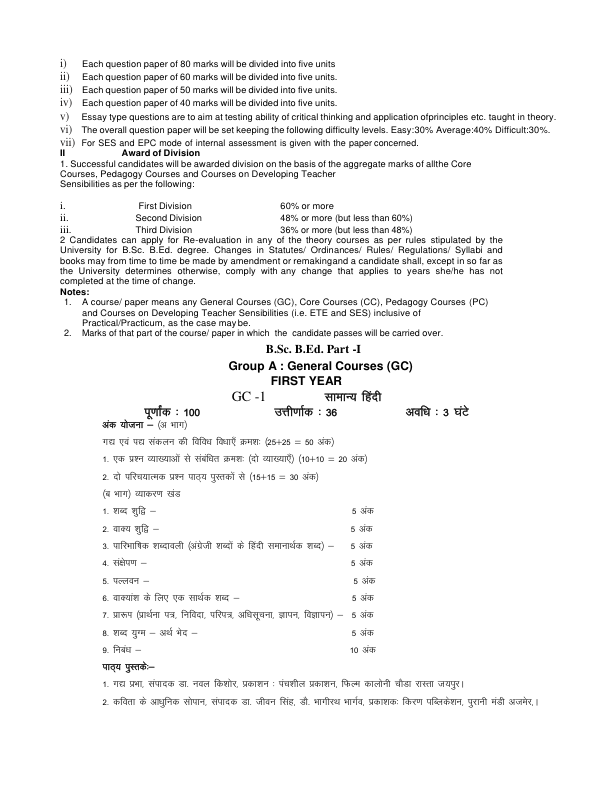 i) Each question paper of 80 marks will be divided into five units
ii) Each question paper of 60 marks will be divided into five units.
iii) Each question paper of 50 marks will be divided into five units.
iv) Each question paper of 40 marks will be divided into five units.
v) Essay type questions are to aim at testing ability of critical thinking and application ofprinciples etc. taught in theory.
vi) The overall question paper will be set keeping the following difficulty levels. Easy:30% Average:40% Difficult:30%.
vii) For SES and EPC mode of internal assessment is given with the paper concerned.
II Award of Division
1. Successful candidates will be awarded division on the basis of the aggregate marks of allthe Core
Courses, Pedagogy Courses and Courses on Developing Teacher
Sensibilities as per the following:
i. First Division 60% or more
ii. Second Division 48% or more (but less than 60%)
iii. Third Division 36% or more (but less than 48%)
2 Candidates can apply for Re-evaluation in any of the theory courses as per rules stipulated by the
University for B.Sc. B.Ed. degree. Changes in Statutes/ Ordinances/ Rules/ Regulations/ Syllabi and
books may from time to time be made by amendment or remakingand a candidate shall, except in so far as
the University determines otherwise, comply with any change that applies to years she/he has not
completed at the time of change.
Notes:
1. A course/ paper means any General Courses (GC), Core Courses (CC), Pedagogy Courses (PC)
and Courses on Developing Teacher Sensibilities (i.e. ETE and SES) inclusive of
Practical/Practicum, as the case may be.
2. Marks of that part of the course/ paper in which the candidate passes will be carried over.
B.Sc. B.Ed. Part -I
Group A : General Courses (GC)
FIRST YEAR
GC -1 सामान्य हिंदी
पूर्णांक : 100 उत्तीर्णांक : 36 अवधि : 3 घंटे
अंक योजना – (अ भाग)
गद्य एवं पद्य संकलन की विविध विधाएँ क्रमशः (25+25 = 50 अंक)
1. एक प्रश्न व्याख्याओं से संबंधित क्रमशः (दो व्याख्याएँ) (10+10 = 20 अंक)
2. दो परिचयात्मक प्रश्न पाठ्य पुस्तकों से (15+15 = 30 अंक)
(ब भाग) व्याकरण खंड
1. शब्द शुद्वि – 5 अंक
2. वाक्य शुद्वि – 5 अंक
3. पारिभाषिक शब्दावली (अंग्रेजी शब्दों के हिंदी समानार्थक शब्द) – 5 अंक
4. संक्षेपण – 5 अंक
5. पल्लवन – 5 अंक
6. वाक्यांश के लिए एक सार्थक शब्द – 5 अंक
7. प्रारूप (प्रार्थना पत्र, निविदा, परिपत्र, अधिसूचना, ज्ञापन, विज्ञापन) – 5 अंक
8. शब्द युग्म – अर्थ भेद – 5 अंक
9. निबंध – 10 अंक
पाठ्य पुस्तकेः–
1. गद्य प्रभा, संपादक डा. नवल किशोर, प्रकाशन : पंचशील प्रकाशन, फिल्म कालोनी चौडा रास्ता जयपुर।
2. कविता के आधुनिक सोपान, संपादक डा. जीवन सिंह, डौ. भागीरथ भार्गव, प्रकाशकः किरण पब्लिकेशन, पुरानी मंडी अजमेर,।